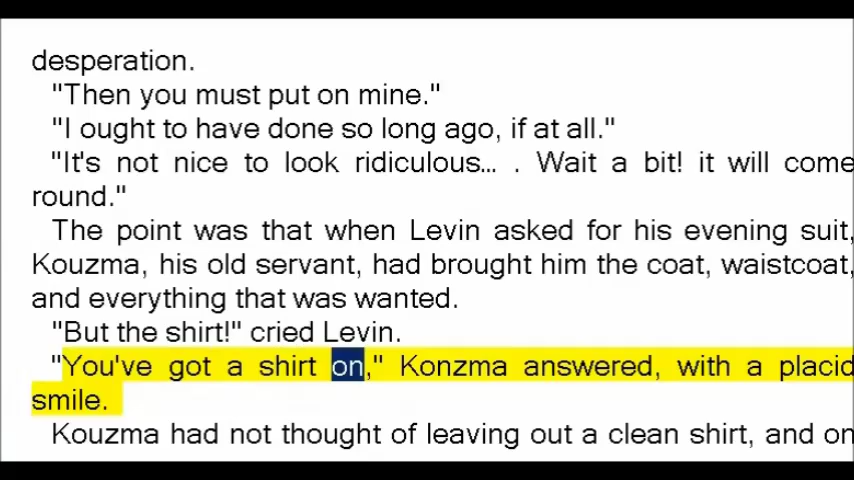 desperation.
"Then you must put on mine."
"I ought to have done so long ago, if at all."
"It's not nice to look ridiculous... . Wait a bit! it will come
round."
The point was that when Levin asked for his evening suit,
Kouzma, his old servant, had brought him the coat, waistcoat,
and everything that was wanted.
"But the shirt!" cried Levin.
"You've got a shirt on," Konzma answered, with a placid
smile.
Kouzma had not thought of leaving out a clean shirt, and on